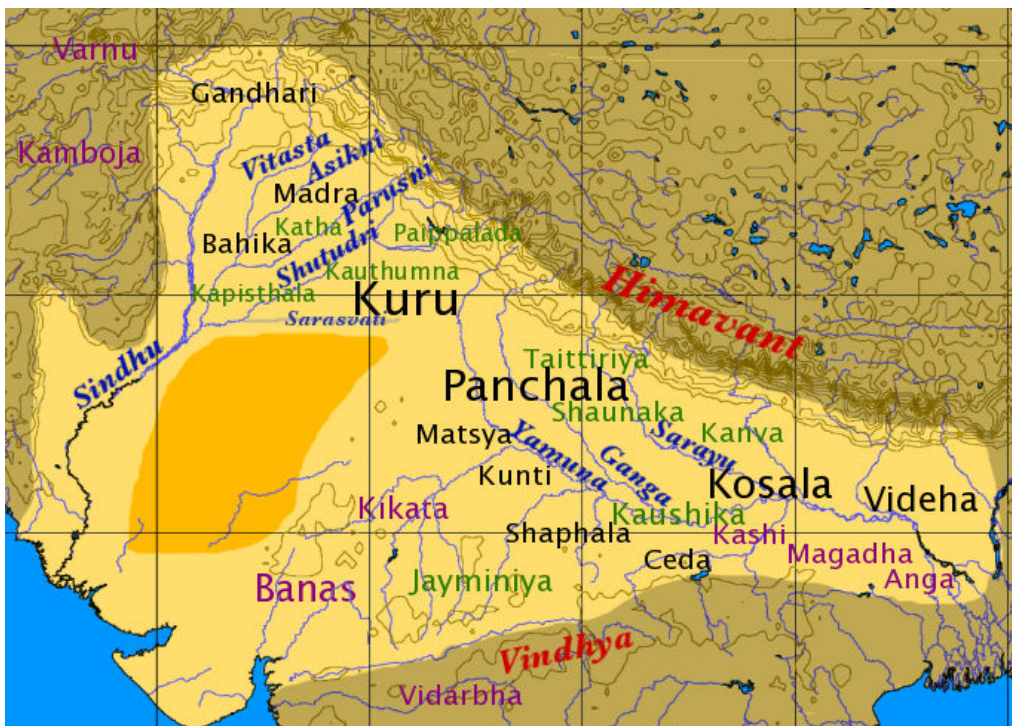 Varnu
Gandhari
Kamboja
Vitasta
Asikni
Madra
Parusni
Katha
Bahika
Shutudri
Paippalada
Kauthumna
Kapisthala
Kuru
Sarasvati
Himavant
Sindhu
Taittiriya
Panchala
Shaunaka
Matsya
Yamuna
Ganga
Sarayu
Kanva
Kunti
Kosala
Videha
Kikata
Kaushika
Shaphala
Kashi
Ceda
Magadha
Banas
Jayminiya
Anga
Vindhya
Vidarbha